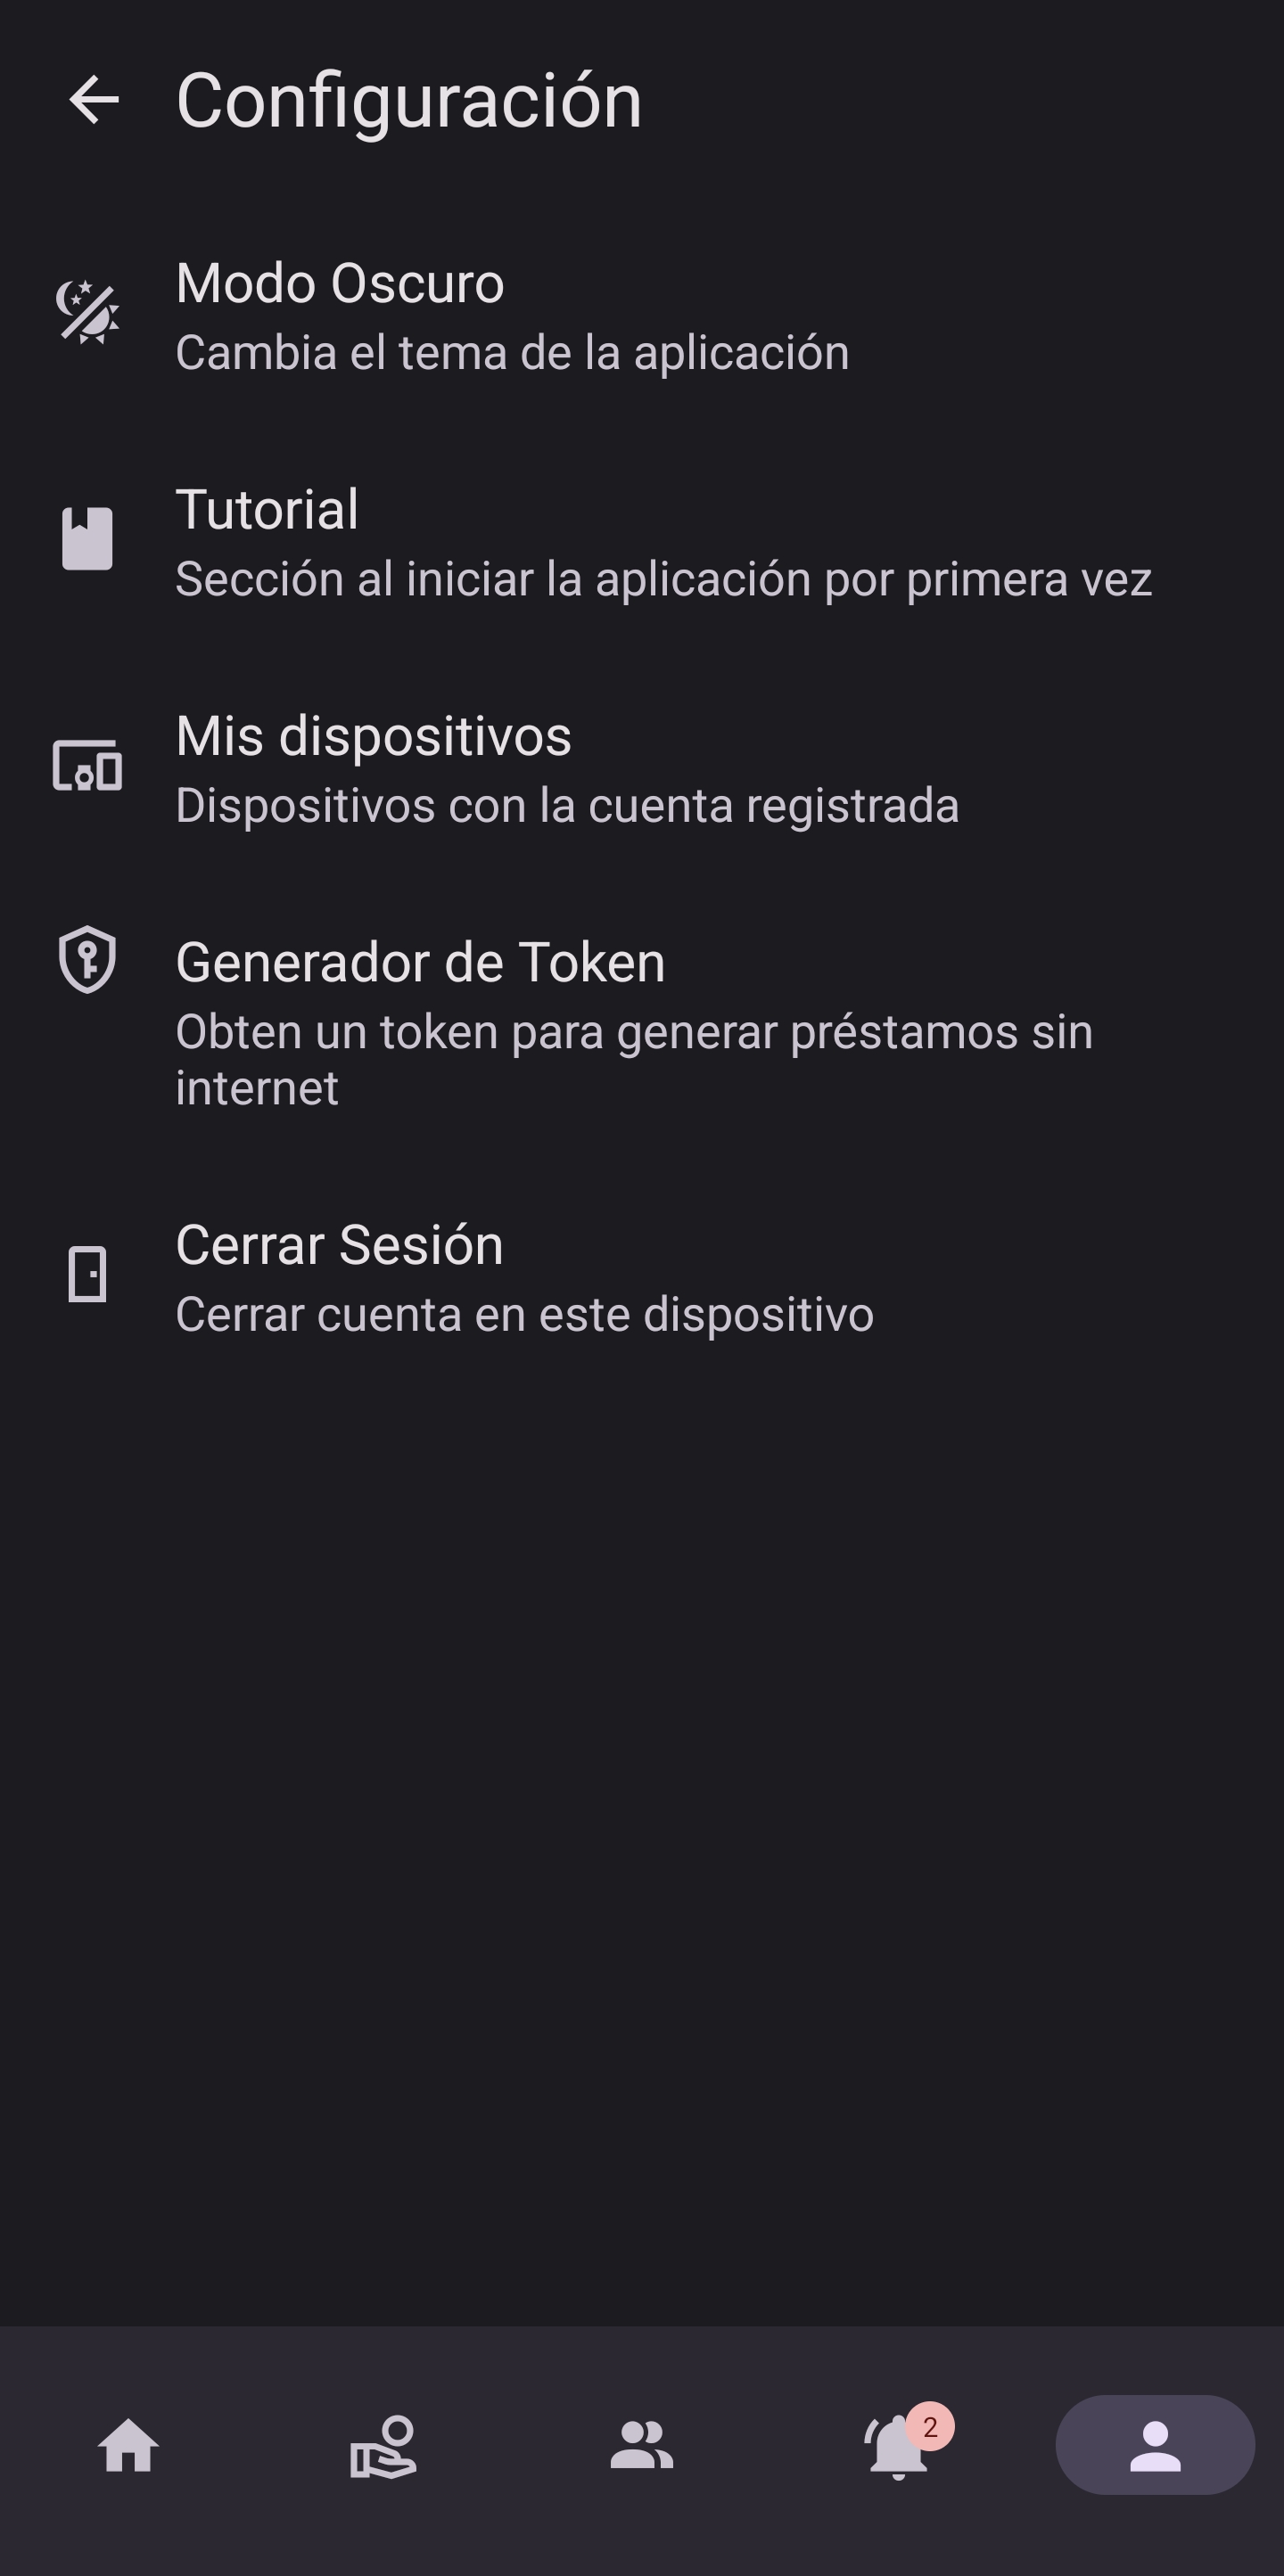 Configuración
Modo Oscuro
Cambia el tema de la aplicación
Tutorial
Sección al iniciar la aplicación por primera vez
Mis dispositivos
Dispositivos con la cuenta registrada
Generador de Token
Obten un token para generar préstamos sin
internet
Cerrar Sesión
Cerrar cuenta en este dispositivo
2